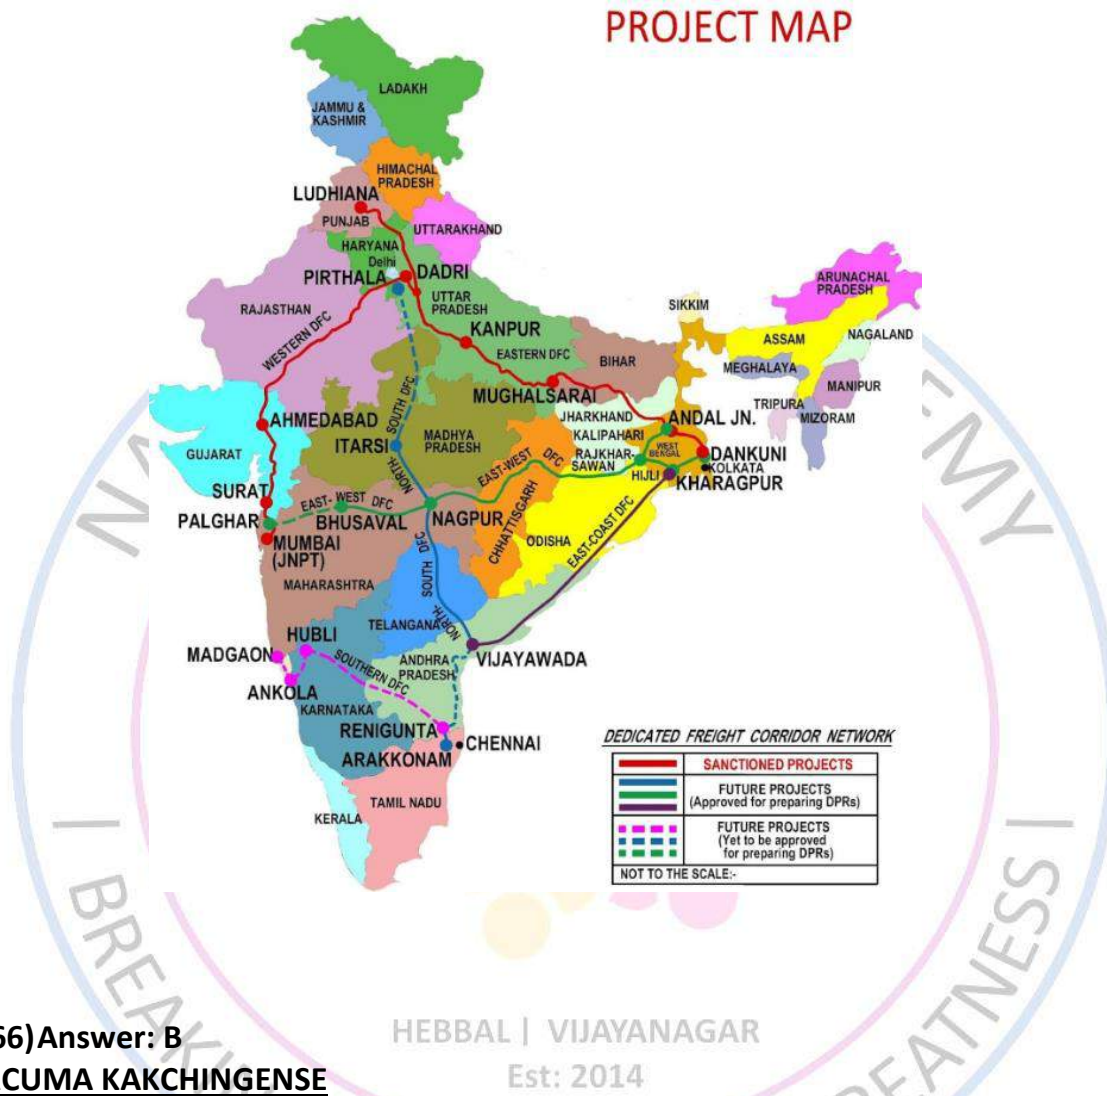 PROJECT MAP
LADAKH
JAMMU &
KASHMIR
HIMACHAL
PRADESH
LUDHIANA
PUNJAB
UTTARAKHAND
HARYANA
Delhi
PIRTHALA
DADRI
RAJASTHAN
UTTAR
PRADESH
WESTERN DFC
KANPUR
EASTERN DFC
BIHAR
SIKKIM
ARUNACHAL
PRADESH
ASSAM
NAGALAND
MEGHALAYA
MANIPUR
TRIPURA
MIZORAM
MUGHALSARAI
AHMEDABAD
GUJARAT
ITARSI
NORTH-
SOUTH DFC
MADHYA
PRADESH
JHARKHAND
ANDAL JN.
KALIPAHARI
WEST
BENGAL
DANKUNI
KOLKATA
RAJKHAR-
SAWAN
HIJLI
KHARAGPUR
EAST-WEST DFC
SURAT
PALGHAR
EAST- WEST DFC
BHUSAVAL
NAGPUR
CHHATTISGARH
ODISHA
EAST-COAST DFC
MUMBAI
(JNPT)
MAHARASHTRA
NORTH-
SOUTH DFC
TELANGANA
HUBLI
MADGAON
SOUTHERN DFC
ANDHRA
PRADESH
VIJAYAWADA
ANKOLA
KARNATAKA
RENIGUNTA
ARAKKONAM
CHENNAI
TAMIL NADU
KERALA
DEDICATED FREIGHT CORRIDOR NETWORK
SANCTIONED PROJECTS
FUTURE PROJECTS
(Approved for preparing DPRs)
FUTURE PROJECTS
(Yet to be approved
for preparing DPRs)
NOT TO THE SCALE:-
66)Answer: B
CUMA KAKCHINGENSE
HEBBAL | VIJAYANAGAR
Est: 2014